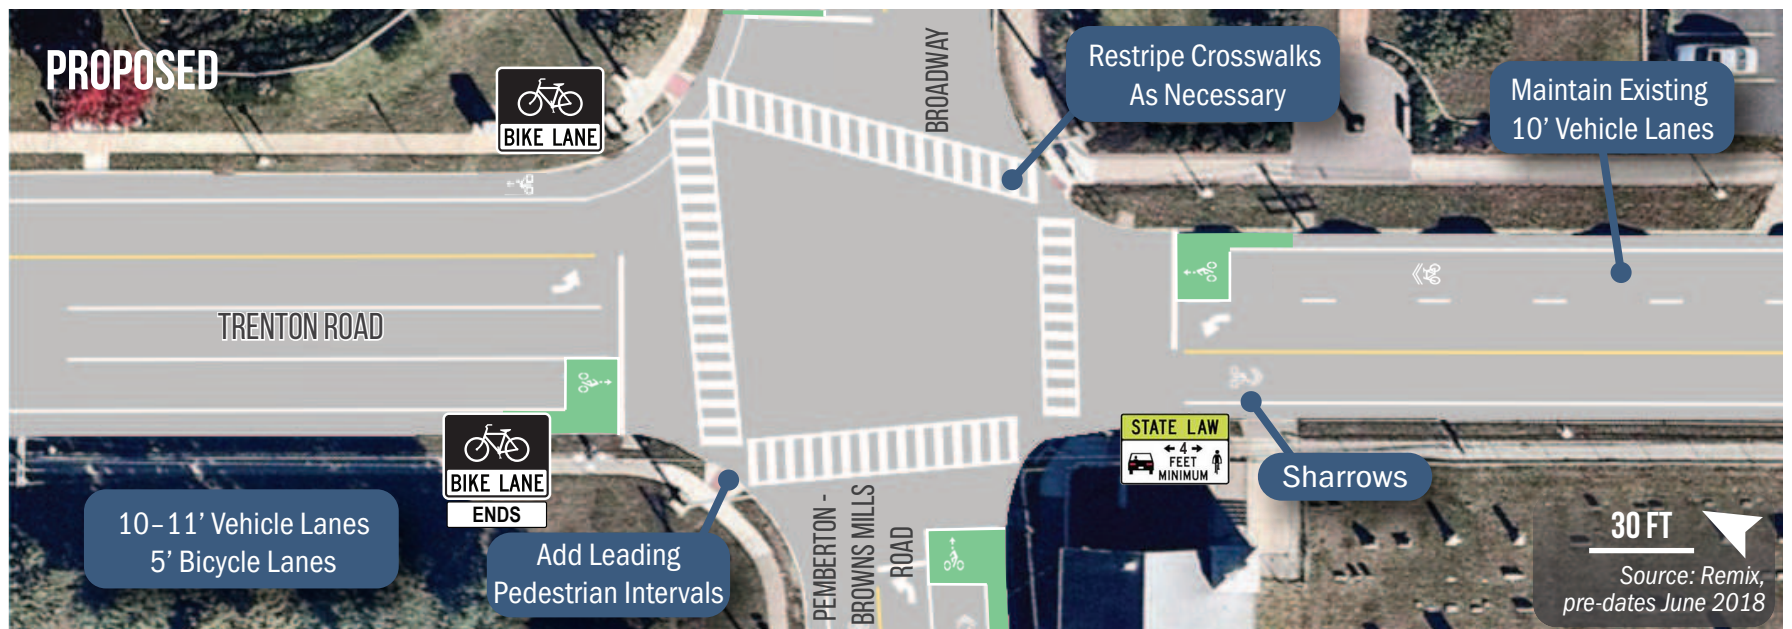 PROPOSED
BIKE LANE
BROADWAY
Restripe Crosswalks
As Necessary
Maintain Existing
10’ Vehicle Lanes
TRENTON ROAD
BIKE LANE
ENDS
STATE LAW
4
FEET
MINIMUM
Sharrows
10–11’ Vehicle Lanes
5’ Bicycle Lanes
Add Leading
Pedestrian Intervals
PEMBERTON -
BROWNS MILLS
ROAD
30 FT
Source: Remix,
pre-dates June 2018